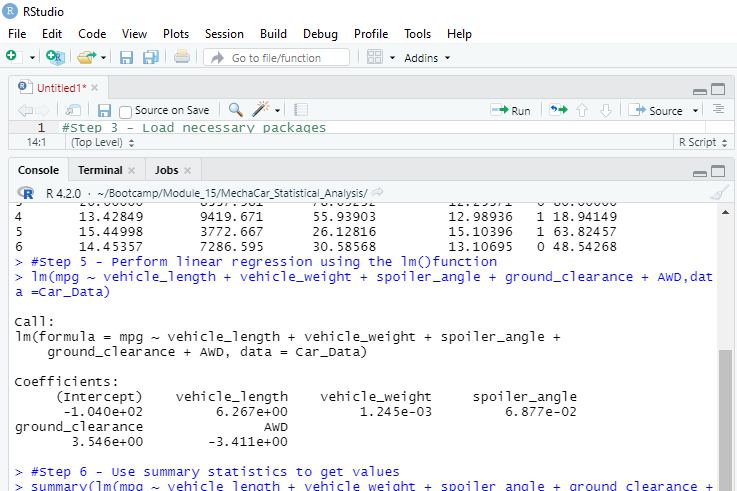 RStudio
File Edit Code View Plots Session Build Debug Profile Tools Help
Go to file/function Addins
Untitled1*
Source on Save Run Source
1 #Step 3 - Load necessary packages
14:1 (Top Level) R Script
Console Terminal Jobs
R 4.2.0 · ~/Bootcamp/Module_15/MechaCar_Statistical_Analysis/
4 13.42849 9419.671 55.93903 12.98936 1 18.94149
5 15.44998 3772.667 26.12816 15.10396 1 63.82457
6 14.45357 7286.595 30.58568 13.10695 0 48.54268
> #Step 5 - Perform linear regression using the lm()function
> lm(mpg ~ vehicle_length + vehicle_weight + spoiler_angle + ground_clearance + AWD,dat
a =Car_Data)
Call:
lm(formula = mpg ~ vehicle_length + vehicle_weight + spoiler_angle +
ground_clearance + AWD, data = Car_Data)
Coefficients:
(Intercept) vehicle_length vehicle_weight spoiler_angle
-1.040e+02 6.267e+00 1.245e-03 6.877e-02
ground_clearance AWD
3.546e+00 -3.411e+00
> #Step 6 - Use summary statistics to get values
> summary(lm(mpg ~ vehicle_length + vehicle_weight + spoiler_angle + ground_clearance +